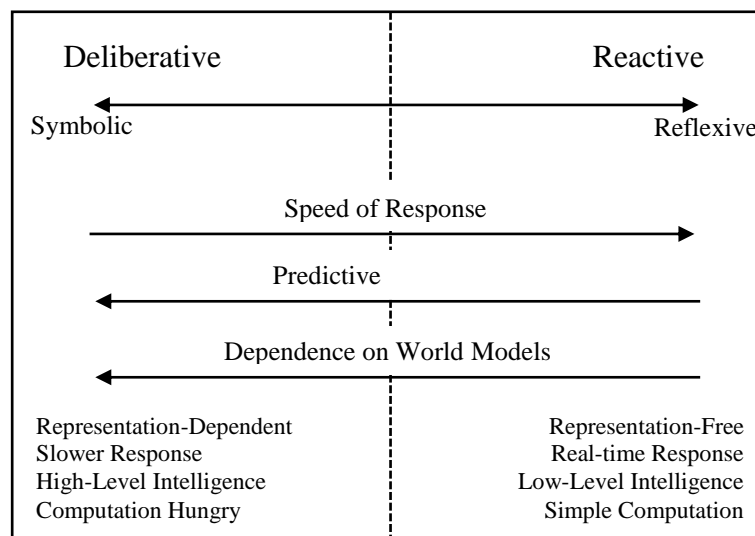 Deliberative Reactive
Symbolic Reflexive
Speed of Response
Predictive
Dependence on World Models
Representation-Dependent Representation-Free
Slower Response Real-time Response
High-Level Intelligence Low-Level Intelligence
Computation Hungry Simple Computation